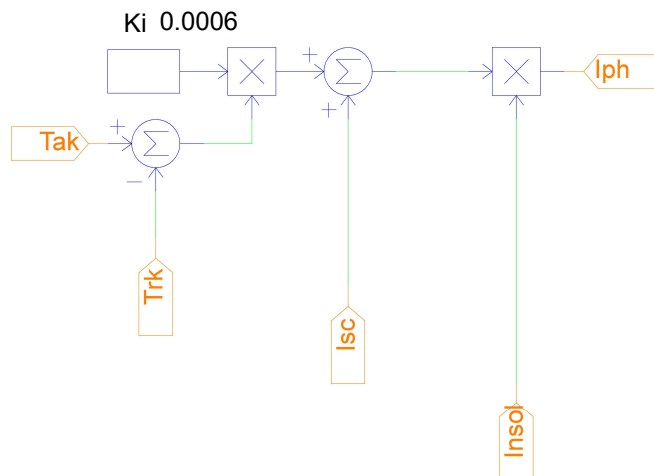 Ki 0.0006
+
Iph
+
+
Tak
−
Trk
Isc
Insol